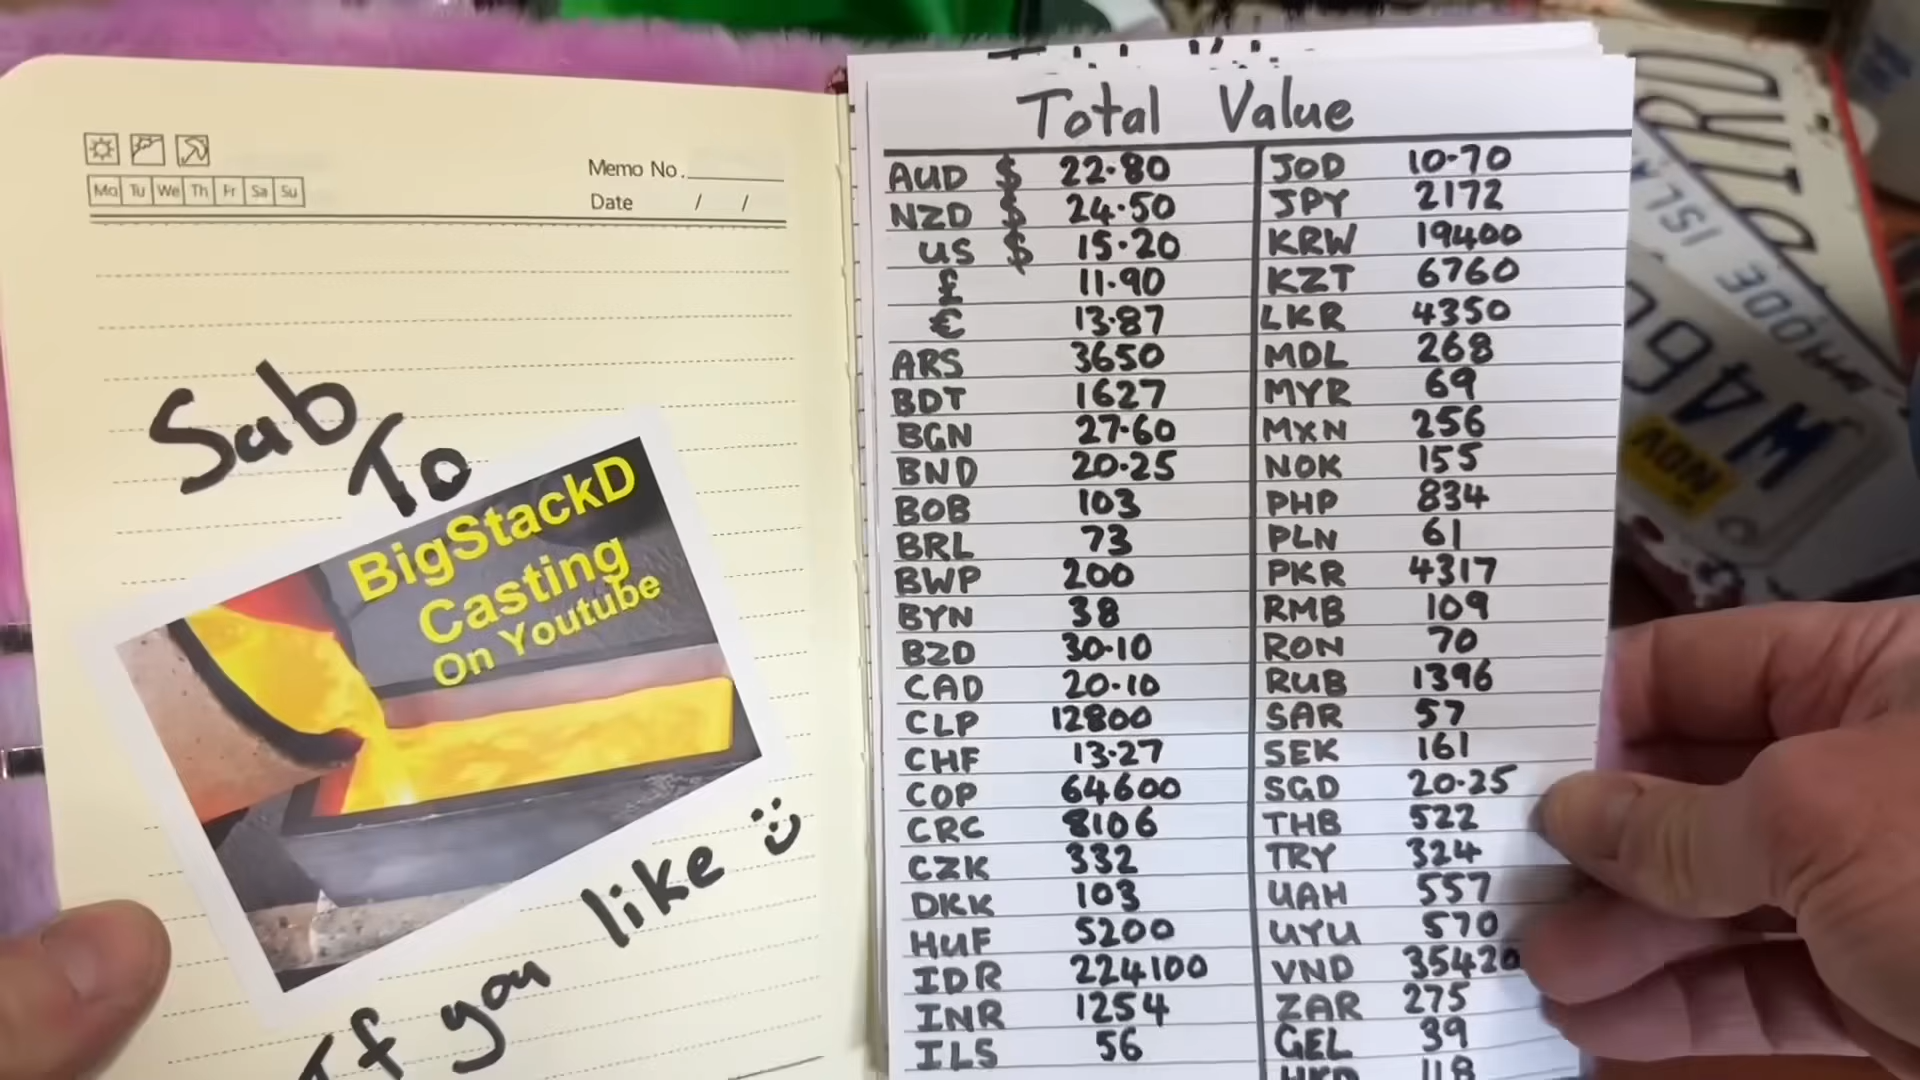 Memo No.
Mo Tu We Th Fr Sa Su
Date / /
Sub
To
BigStackD
Casting
On Youtube
If you like
Total Value
AUD $ 22.80
NZD $ 24.50
US $ 15.20
£ 11.90
€ 13.87
ARS 3650
BDT 1627
BGN 27.60
BND 20.25
BOB 103
BRL 73
BWP 200
BYN 38
BZD 30.10
CAD 20.10
CLP 12800
CHF 13.27
COP 64600
CRC 8106
CZK 332
DKK 103
HUF 5200
IDR 224100
INR 1254
ILS 56
JOD 10.70
JPY 2172
KRW 19400
KZT 6760
LKR 4350
MDL 268
MYR 69
MXN 256
NOK 155
PHP 834
PLN 61
PKR 4317
RMB 109
RON 70
RUB 1396
SAR 57
SEK 161
SGD 20.25
THB 522
TRY 324
UAH 557
UYU 570
VND 35420
ZAR 275
GEL 39
HKD 118
NOV